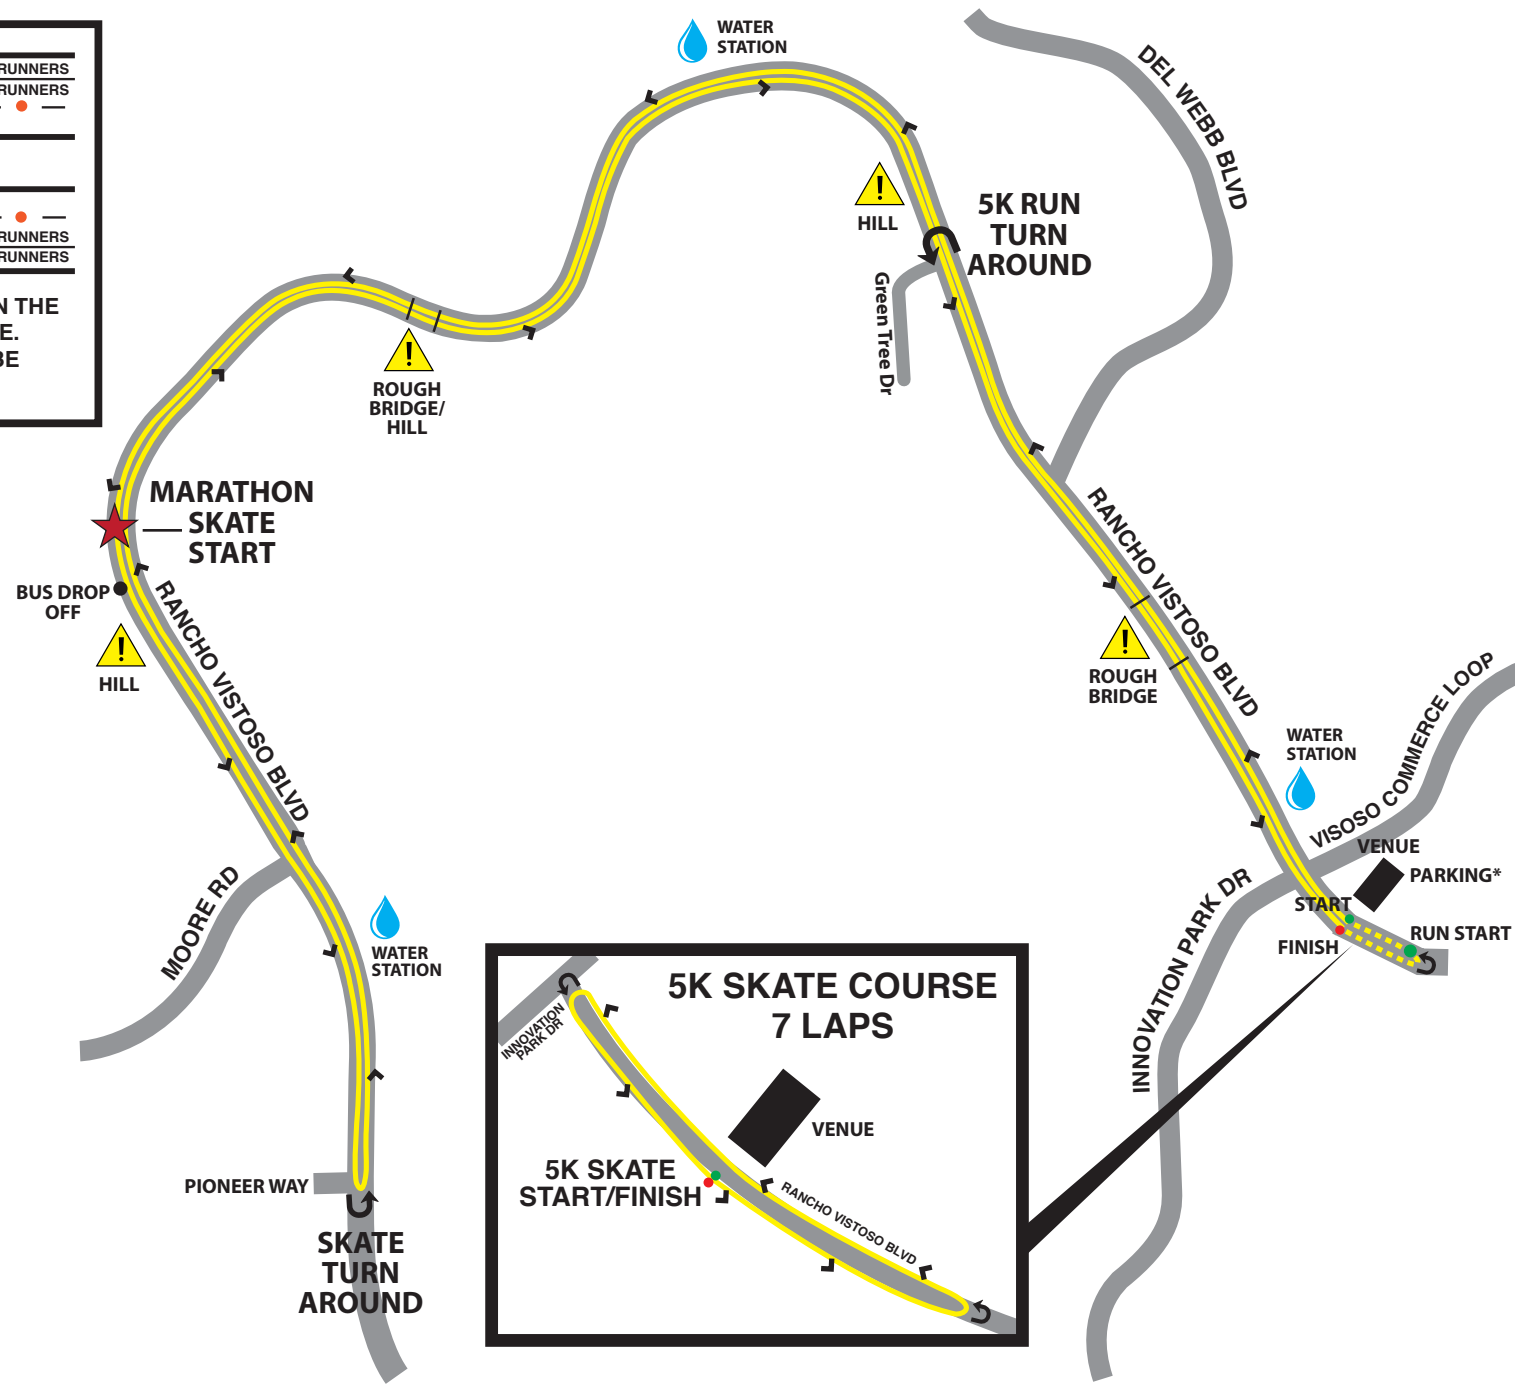 RUNNERS
RUNNERS
RUNNERS
RUNNERS
N THE
E.
BE
WATER
STATION
DEL WEBB BLVD
!
HILL
5K RUN
TURN
AROUND
Green Tree Dr
!
ROUGH
BRIDGE/
HILL
MARATHON
SKATE
START
BUS DROP
OFF
!
HILL
RANCHO VISTOSO BLVD
RANCHO VISTOSO BLVD
!
ROUGH
BRIDGE
WATER
STATION
VISOSO COMMERCE LOOP
VENUE
PARKING*
START
FINISH
RUN START
INNOVATION PARK DR
MOORE RD
WATER
STATION
PIONEER WAY
SKATE
TURN
AROUND
5K SKATE COURSE
7 LAPS
INNOVATION
PARK DR
VENUE
5K SKATE
START/FINISH
RANCHO VISTOSO BLVD